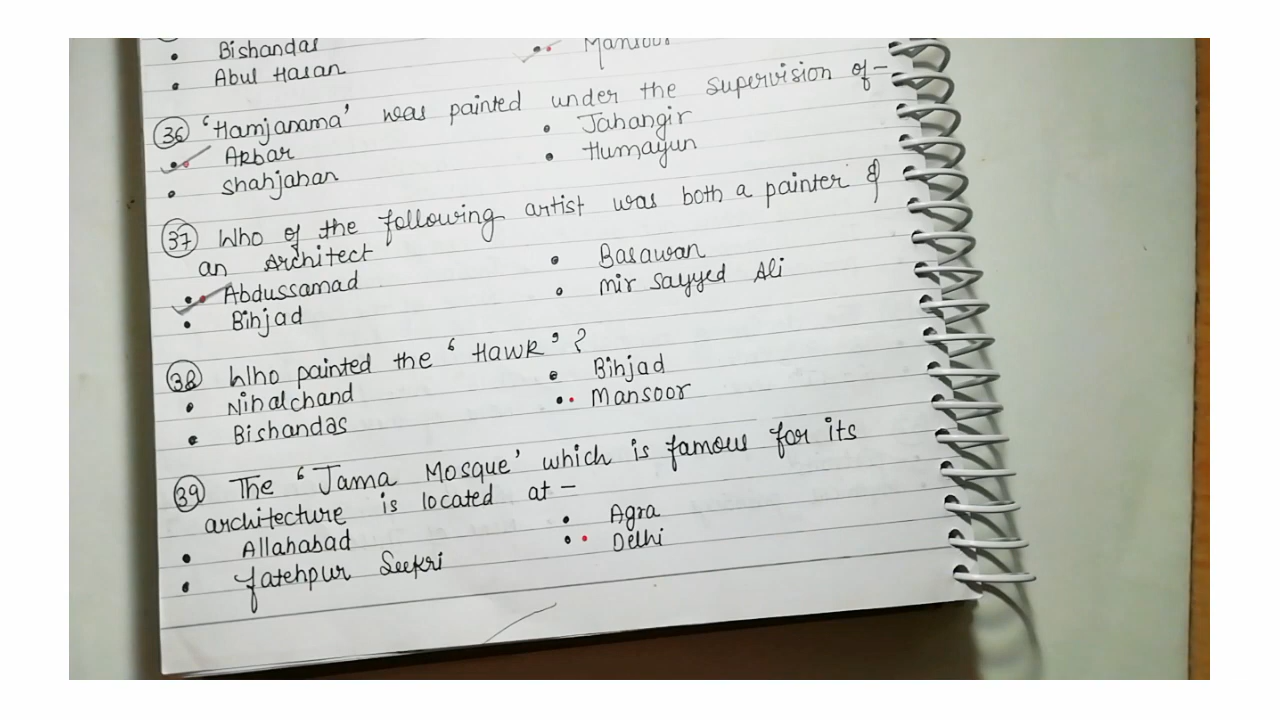 • Bishandas
• Mansoor
• Abul Hasan
36 'Hamjanama' was painted under the supervision of -
• Akbar
• Jahangir
• Shahjahan
• Humayun
37 Who of the following artist was both a painter &
an Architect
• Abdussamad
• Basawan
• Bihjad
• Mir Sayyed Ali
38 Who painted the 'Hawk'?
• Nihalchand
• Bihjad
• Bishandas
• Mansoor
39 The 'Jama Mosque' which is famous for its
architecture is located at -
• Allahabad
• Agra
• Fatehpur Seekri
• Delhi